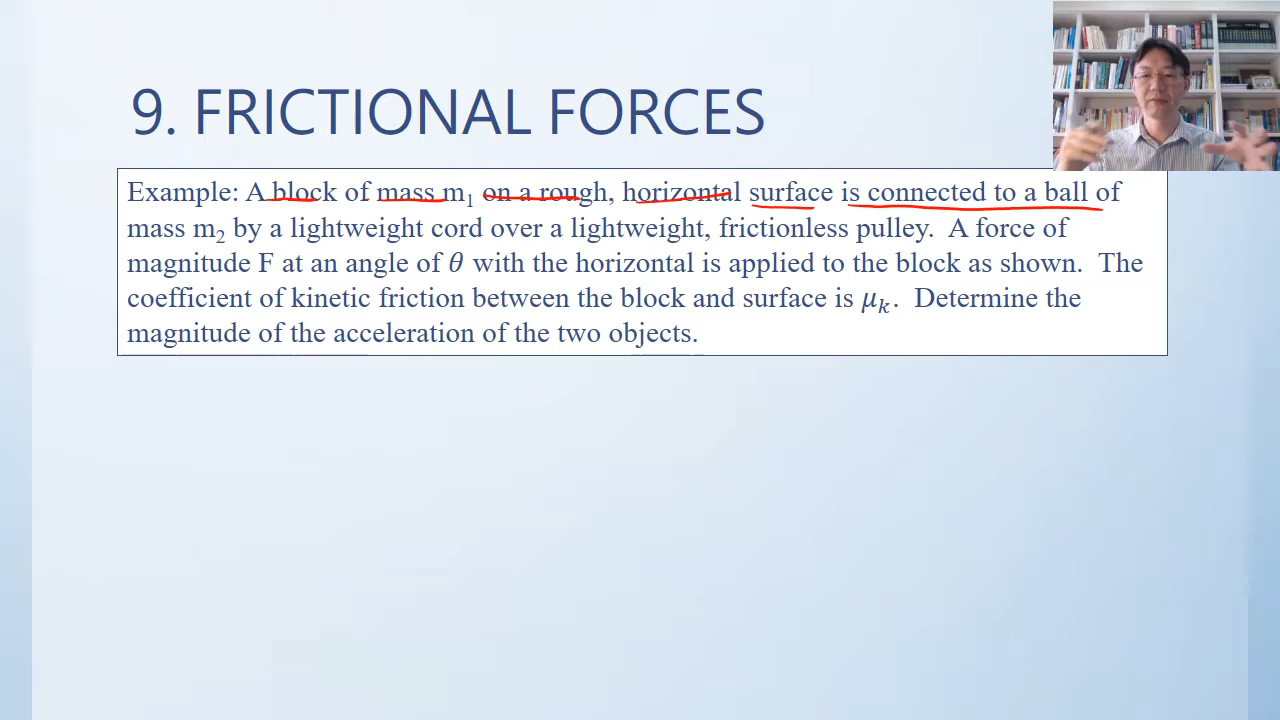 9. FRICTIONAL FORCES
Example: A block of mass m₁ on a rough, horizontal surface is connected to a ball of
mass m₂ by a lightweight cord over a lightweight, frictionless pulley. A force of
magnitude F at an angle of θ with the horizontal is applied to the block as shown. The
coefficient of kinetic friction between the block and surface is μₖ. Determine the
magnitude of the acceleration of the two objects.